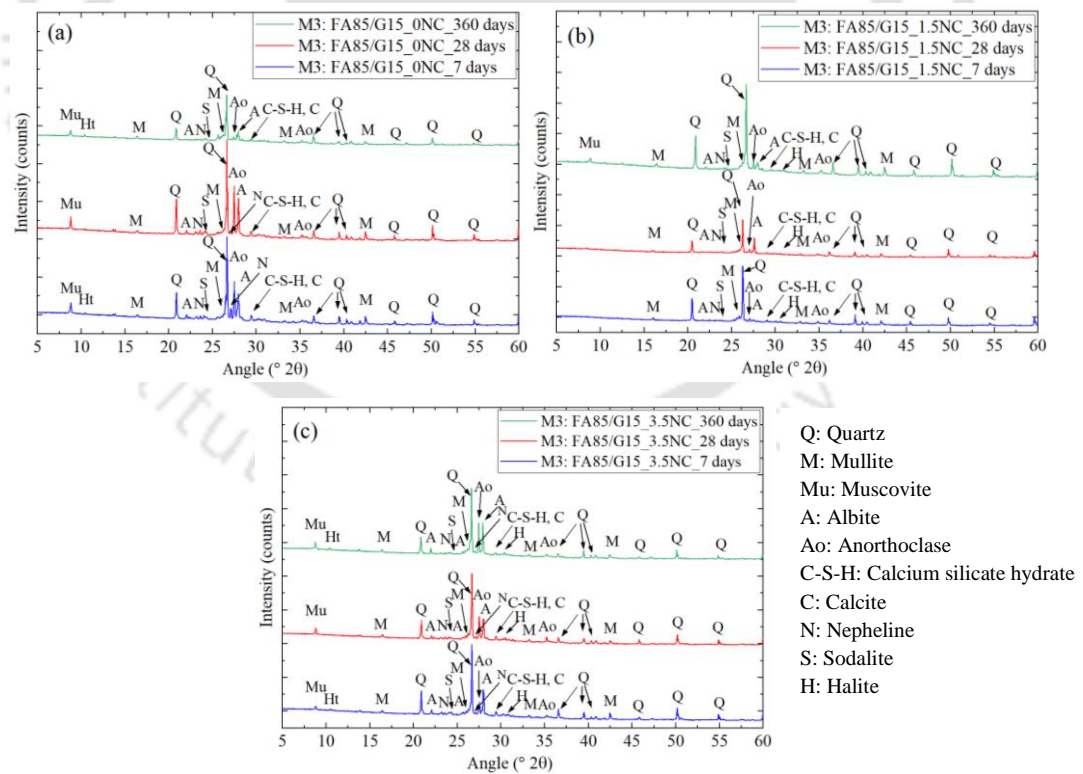 (a)
M3: FA85/G15_0NC_360 days
M3: FA85/G15_0NC_28 days
M3: FA85/G15_0NC_7 days
Q
M
S
Mu Ht M Q A N Ao A C-S-H, C Q M Ao M Q Q Q
Q
M
S
Mu M Q A N Ao A N C-S-H, C Q M Ao M Q Q Q
Q
M
S
Mu Ht M Q A N Ao A N C-S-H, C Q M Ao M Q Q Q
Intensity (counts)
5 10 15 20 25 30 35 40 45 50 55 60
Angle (° 2θ)
(b)
M3: FA85/G15_1.5NC_360 days
M3: FA85/G15_1.5NC_28 days
M3: FA85/G15_1.5NC_7 days
Q
M
S
Mu M Q A N Ao A C-S-H, C H Q M Ao M Q Q Q
Q
M
S
M Q A N Ao A C-S-H, C H Q M Ao M Q Q Q
Q
M
S
M Q A N Ao A C-S-H, C H Q M Ao M Q Q Q
Intensity (counts)
5 10 15 20 25 30 35 40 45 50 55 60
Angle (° 2θ)
(c)
M3: FA85/G15_3.5NC_360 days
M3: FA85/G15_3.5NC_28 days
M3: FA85/G15_3.5NC_7 days
Q
M
S
Mu Ht M Q A N A Ao A N C-S-H, C H Q M Ao M Q Q Q
Q
M
S
Mu M Q A N A Ao A N C-S-H, C H Q M Ao M Q Q Q
Q
M
S
Mu Ht M Q A N A Ao A N C-S-H, C H Q M Ao M Q Q Q
Intensity (counts)
5 10 15 20 25 30 35 40 45 50 55 60
Angle (° 2θ)
Q: Quartz
M: Mullite
Mu: Muscovite
A: Albite
Ao: Anorthoclase
C-S-H: Calcium silicate hydrate
C: Calcite
N: Nepheline
S: Sodalite
H: Halite